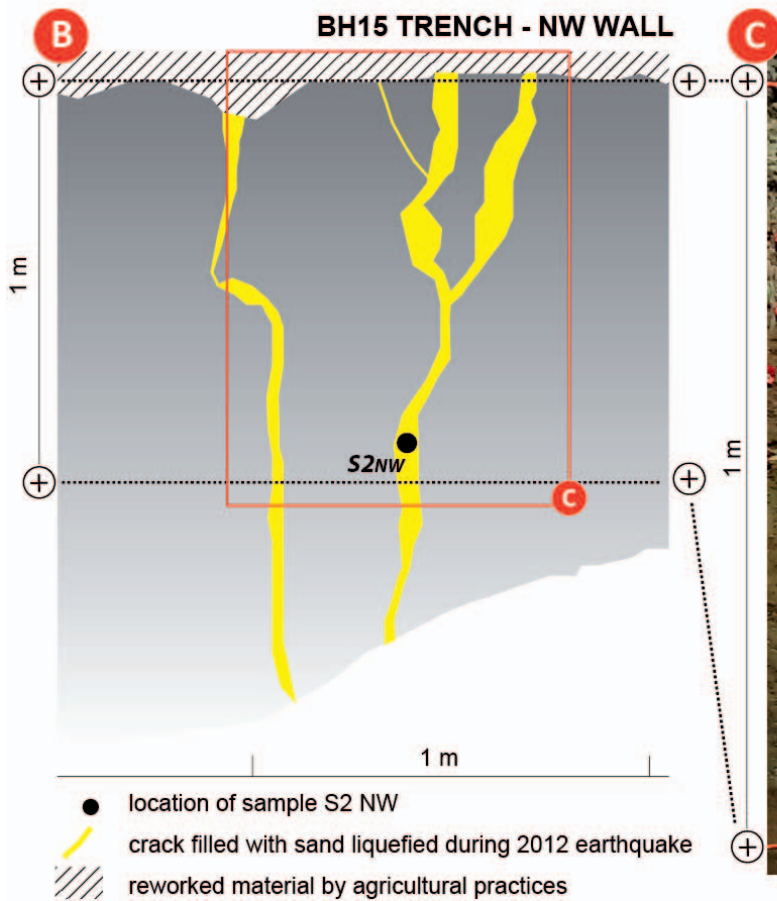 B
BH15 TRENCH - NW WALL
C
1 m
1 m
S2NW
C
1 m
location of sample S2 NW
crack filled with sand liquefied during 2012 earthquake
reworked material by agricultural practices